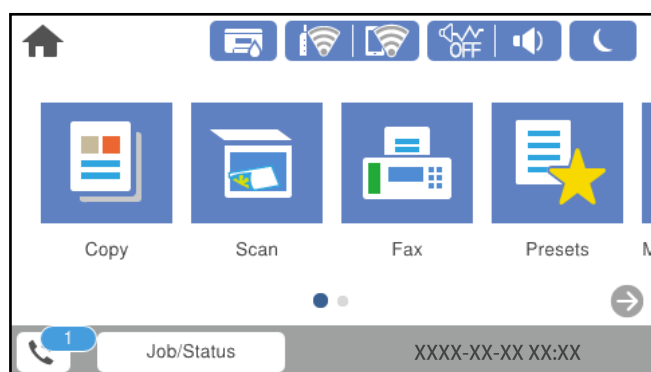 OFF
Copy
Scan
Fax
Presets
M
1
Job/Status
XXXX-XX-XX XX:XX